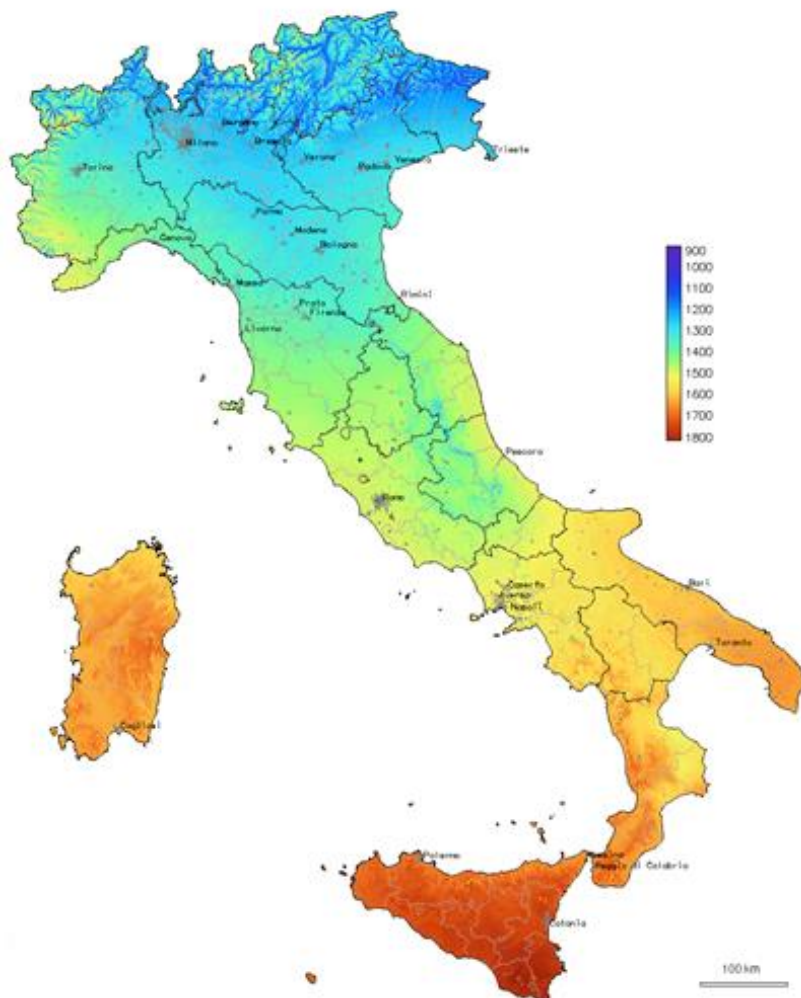 Bergamo
Milano
Brescia
Trieste
Verona
Torino
Padova
Venezia
Parma
Genova
Modena
Bologna
Massa
Rimini
Prato
Firenze
Livorno
900
1000
1100
1200
1300
1400
1500
1600
1700
1800
Pescara
Roma
Caserta
Bari
Napoli
Taranto
Cagliari
Palermo
Messina
Reggio di Calabria
Catania
100 km